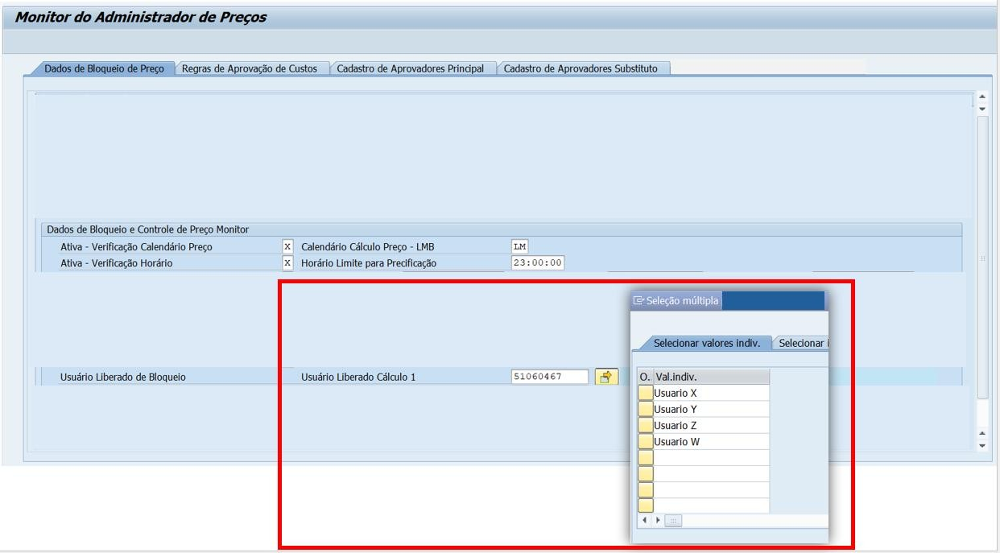 Monitor do Administrador de Preços
Dados de Bloqueio de Preço Regras de Aprovação de Custos Cadastro de Aprovadores Principal Cadastro de Aprovadores Substituto
Dados de Bloqueio e Controle de Preço Monitor
Ativa - Verificação Calendário Preço X Calendário Cálculo Preço - LMB LM
Ativa - Verificação Horário X Horário Limite para Precificação 23:00:00
Seleção múltipla
Selecionar valores indiv. Selecionar i
Usuário Liberado de Bloqueio Usuário Liberado Cálculo 1 51060467
O.. Val.indiv.
Usuario X
Usuario Y
Usuario Z
Usuario W